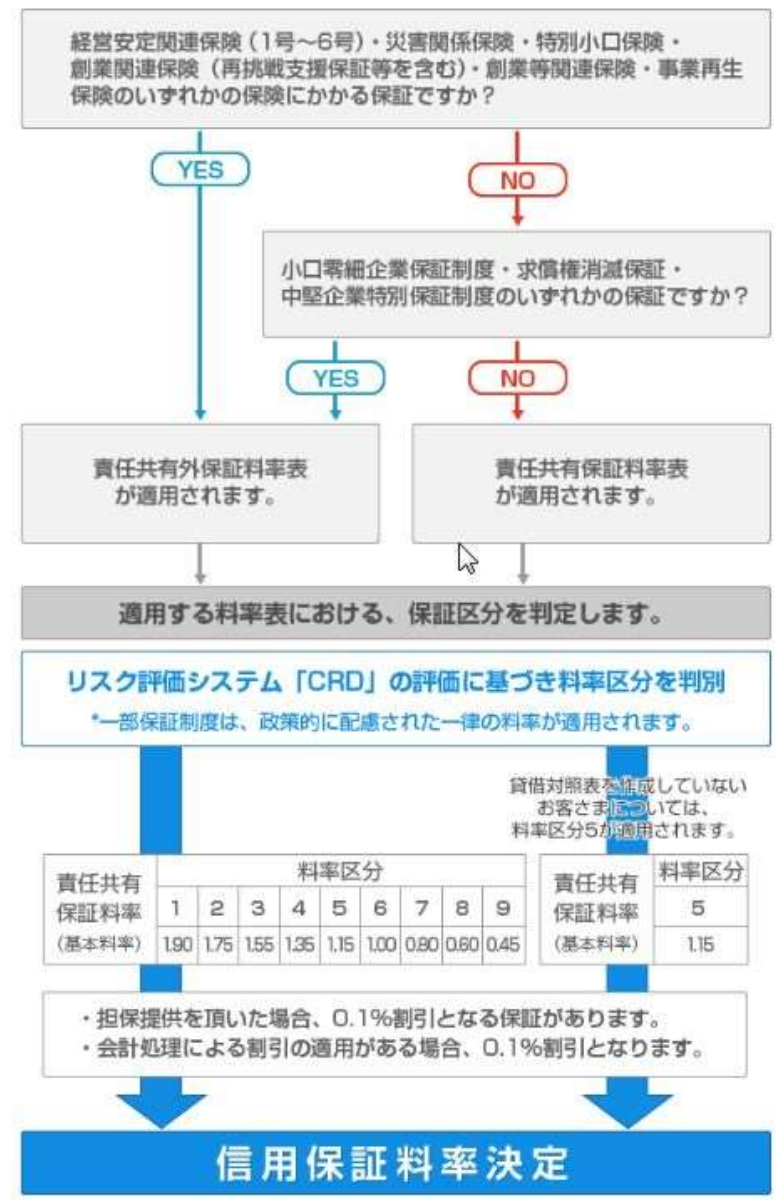 経営安定関連保険（1号～6号）・災害関係保険・特別小口保険・
創業関連保険（再挑戦支援保証等を含む）・創業等関連保険・事業再生
保険のいずれかの保険にかかる保証ですか？
YES
NO
小口零細企業保証制度・求償権消滅保証・
中堅企業特別保証制度のいずれかの保証ですか？
YES
NO
責任共有外保証料率表
が適用されます。
責任共有保証料率表
が適用されます。
適用する料率表における、保証区分を判定します。
リスク評価システム「CRD」の評価に基づき料率区分を判別
*一部保証制度は、政策的に配慮された一律の料率が適用されます。
貸借対照表を作成していない
お客さまについては、
料率区分5が適用されます。
責任共有
保証料率
（基本料率）
料率区分
1 2 3 4 5 6 7 8 9
1.90 1.75 1.55 1.35 1.15 1.00 0.80 0.60 0.45
責任共有
保証料率
（基本料率）
料率区分
5
1.15
・担保提供を頂いた場合、0.1%割引となる保証があります。
・会計処理による割引の適用がある場合、0.1%割引となります。
信用保証料率決定